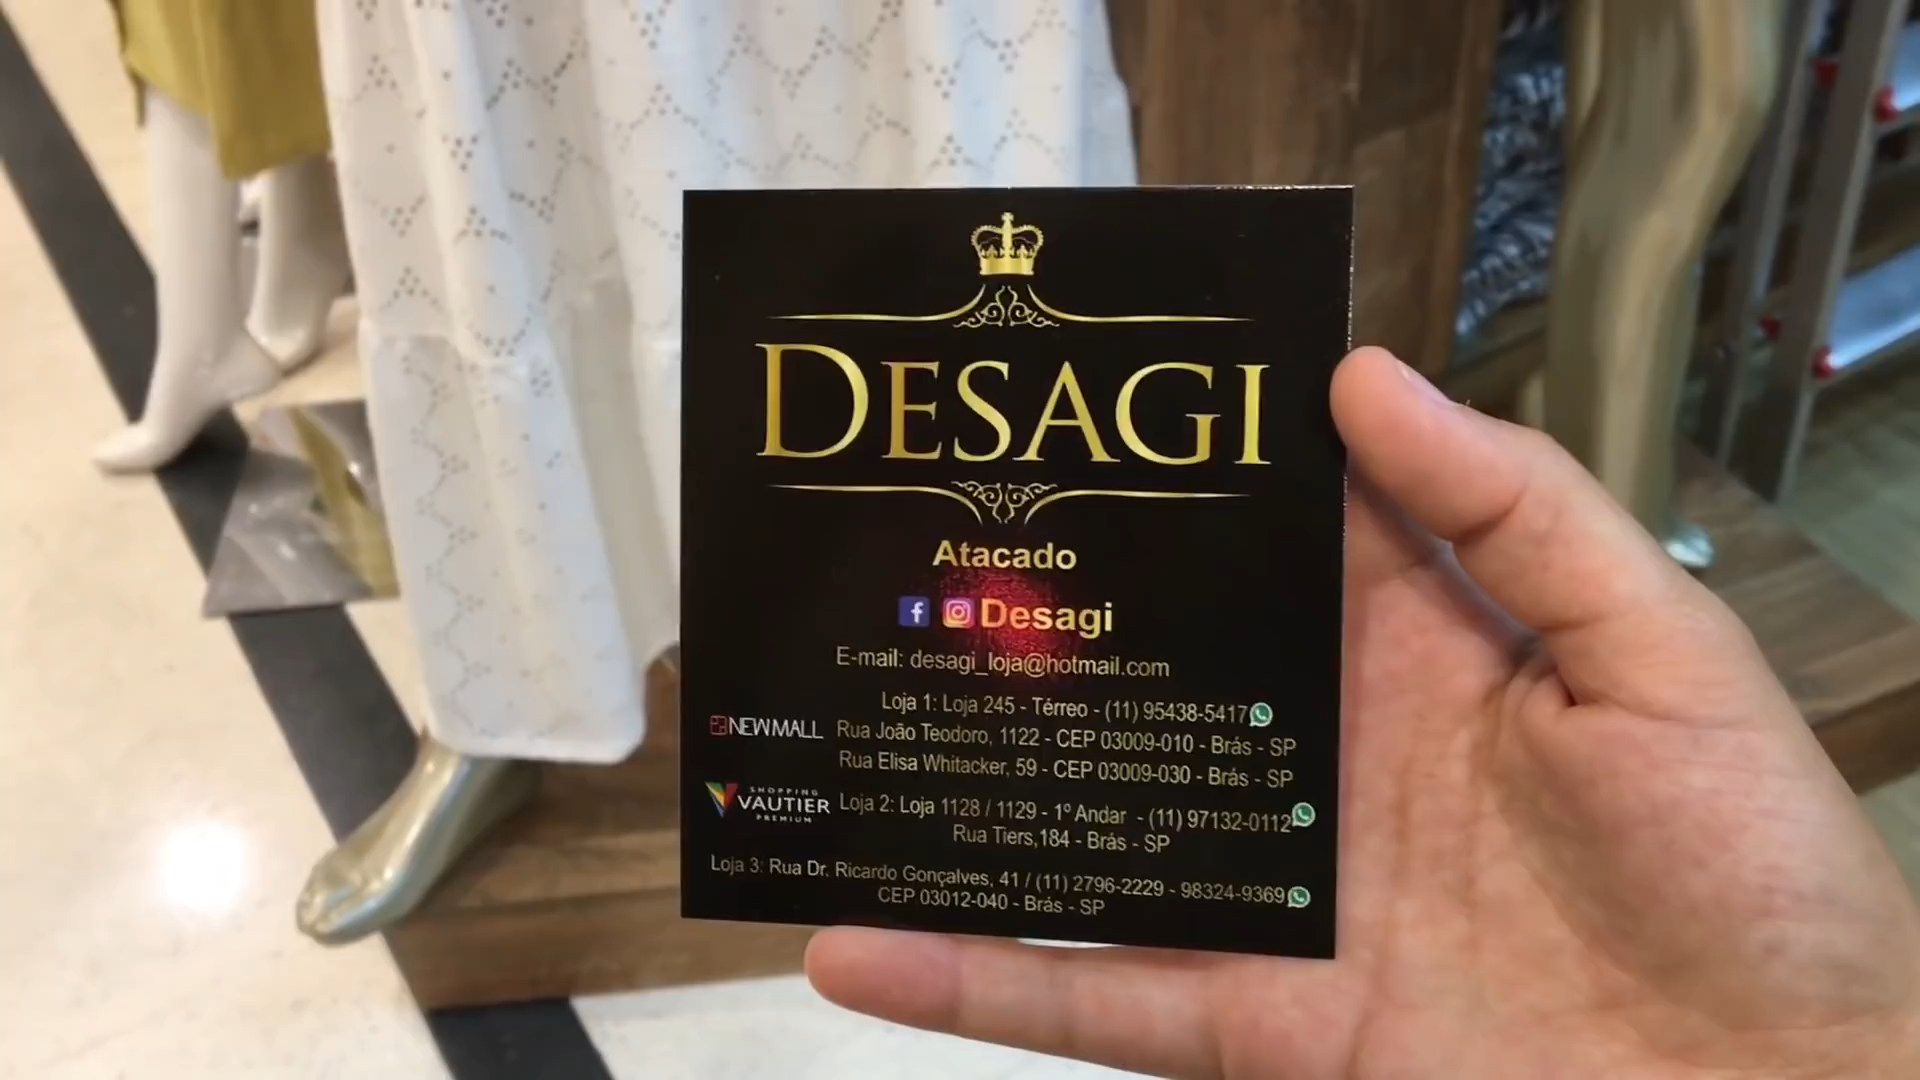 DESAGI
Atacado
Desagi
E-mail: desagi_loja@hotmail.com
Loja 1: Loja 245 - Térreo - (11) 95438-5417
NEWMALL
Rua João Teodoro, 1122 - CEP 03009-010 - Brás - SP
Rua Elisa Whitacker, 59 - CEP 03009-030 - Brás - SP
SHOPPING
VAUTIER
PREMIUM
Loja 2: Loja 1128 / 1129 - 1º Andar - (11) 97132-0112
Rua Tiers,184 - Brás - SP
Loja 3: Rua Dr. Ricardo Gonçalves, 41 / (11) 2796-2229 - 98324-9369
CEP 03012-040 - Brás - SP